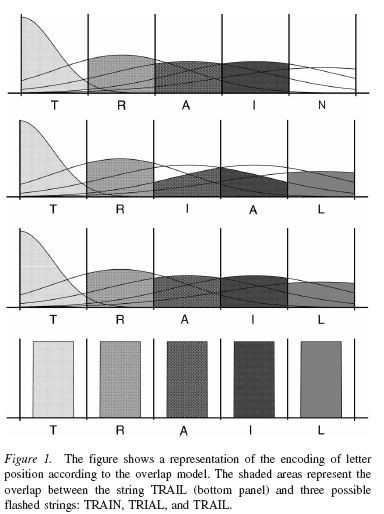 T R A I N
T R I A L
T R A I L
T R A I L
Figure 1. The figure shows a representation of the encoding of letter
position according to the overlap model. The shaded areas represent the
overlap between the string TRAIL (bottom panel) and three possible
flashed strings: TRAIN, TRIAL, and TRAIL.